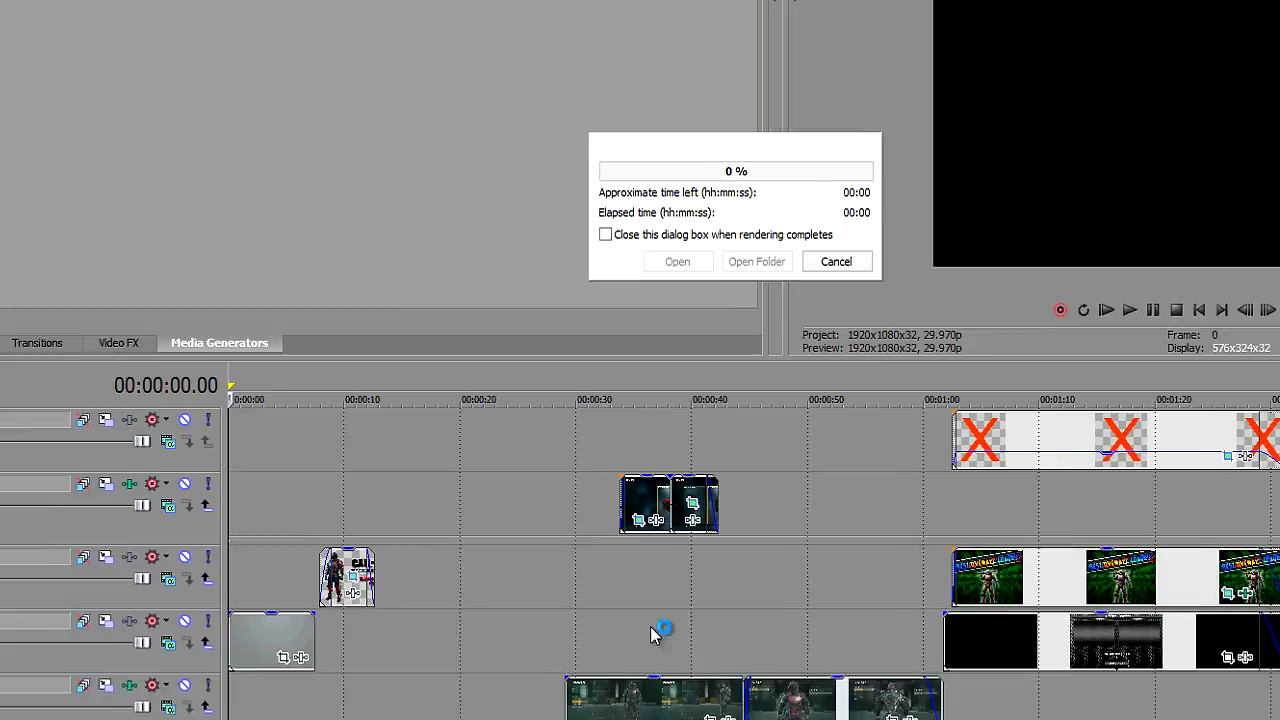 0 %
Approximate time left (hh:mm:ss): 00:00
Elapsed time (hh:mm:ss): 00:00
Close this dialog box when rendering completes
Open Open Folder Cancel
Project: 1920x1080x32, 29.970p Frame: 0
Preview: 1920x1080x32, 29.970p Display: 576x324x32
Transitions Video FX Media Generators
00:00:00.00
0:00:00 00:00:10 00:00:20 00:00:30 00:00:40 00:00:50 00:01:00 00:01:10 00:01:20
X X X